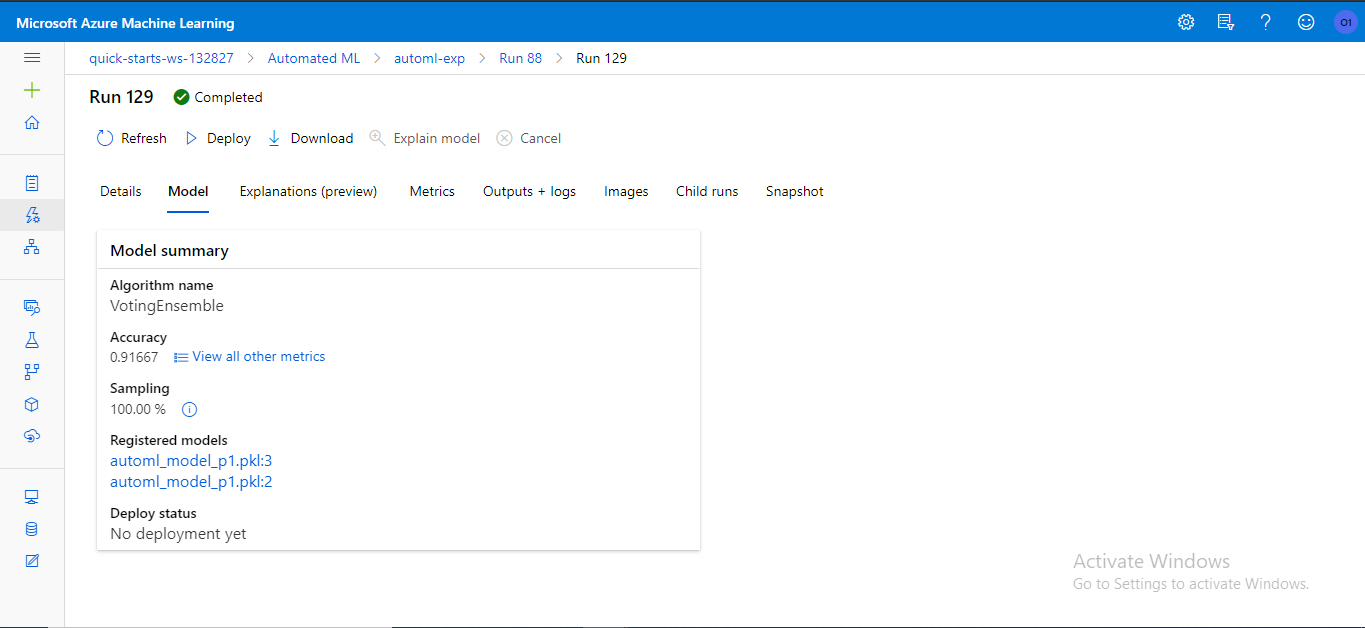 Microsoft Azure Machine Learning
O1
quick-starts-ws-132827 > Automated ML > automl-exp > Run 88 > Run 129
Run 129 Completed
Refresh Deploy Download Explain model Cancel
Details Model Explanations (preview) Metrics Outputs + logs Images Child runs Snapshot
Model summary
Algorithm name
VotingEnsemble
Accuracy
0.91667 View all other metrics
Sampling
100.00 %
Registered models
automl_model_p1.pkl:3
automl_model_p1.pkl:2
Deploy status
No deployment yet
Activate Windows
Go to Settings to activate Windows.